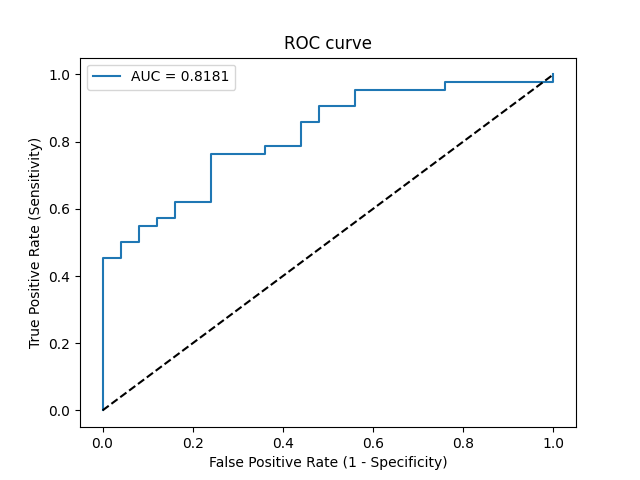 ROC curve
AUC = 0.8181
True Positive Rate (Sensitivity)
1.0
0.8
0.6
0.4
0.2
0.0
0.0 0.2 0.4 0.6 0.8 1.0
False Positive Rate (1 - Specificity)